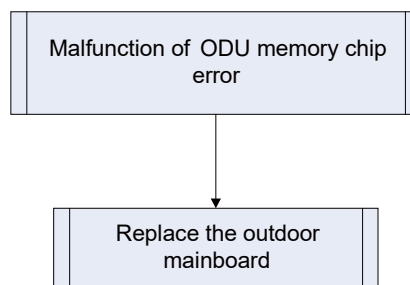 Malfunction of ODU memory chip
error
Replace the outdoor
mainboard